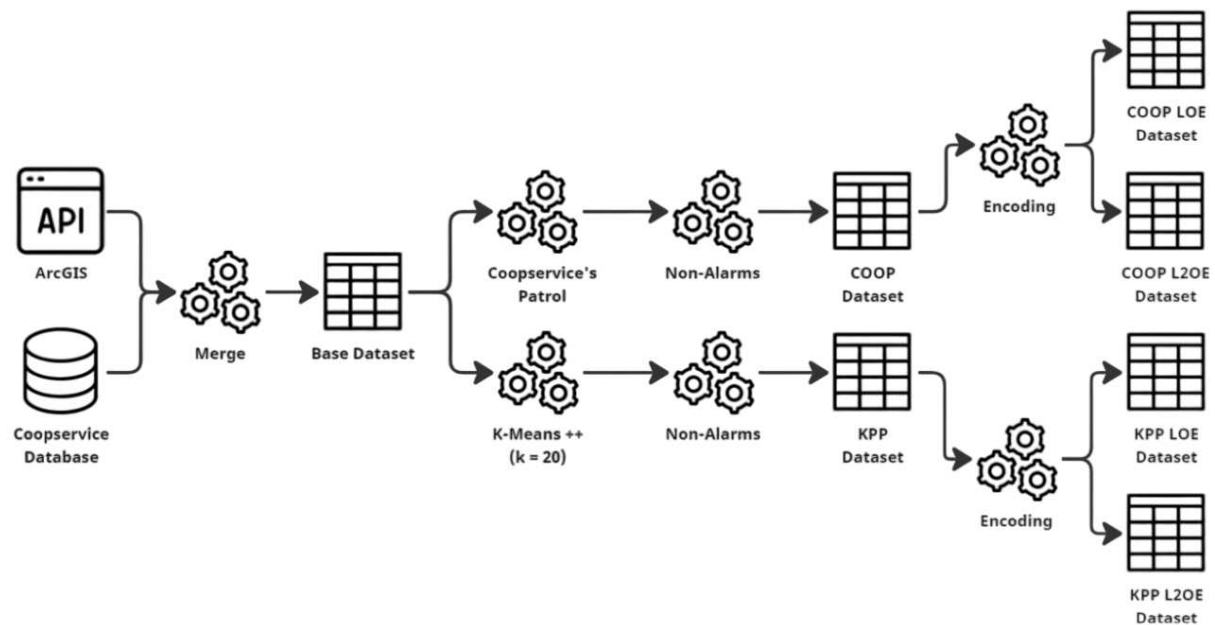 API
ArcGIS
Coopservice
Database
Merge
Base Dataset
Coopservice's
Patrol
Non-Alarms
COOP
Dataset
Encoding
COOP LOE
Dataset
COOP L2OE
Dataset
K-Means ++
(k = 20)
Non-Alarms
KPP
Dataset
Encoding
KPP LOE
Dataset
KPP L2OE
Dataset